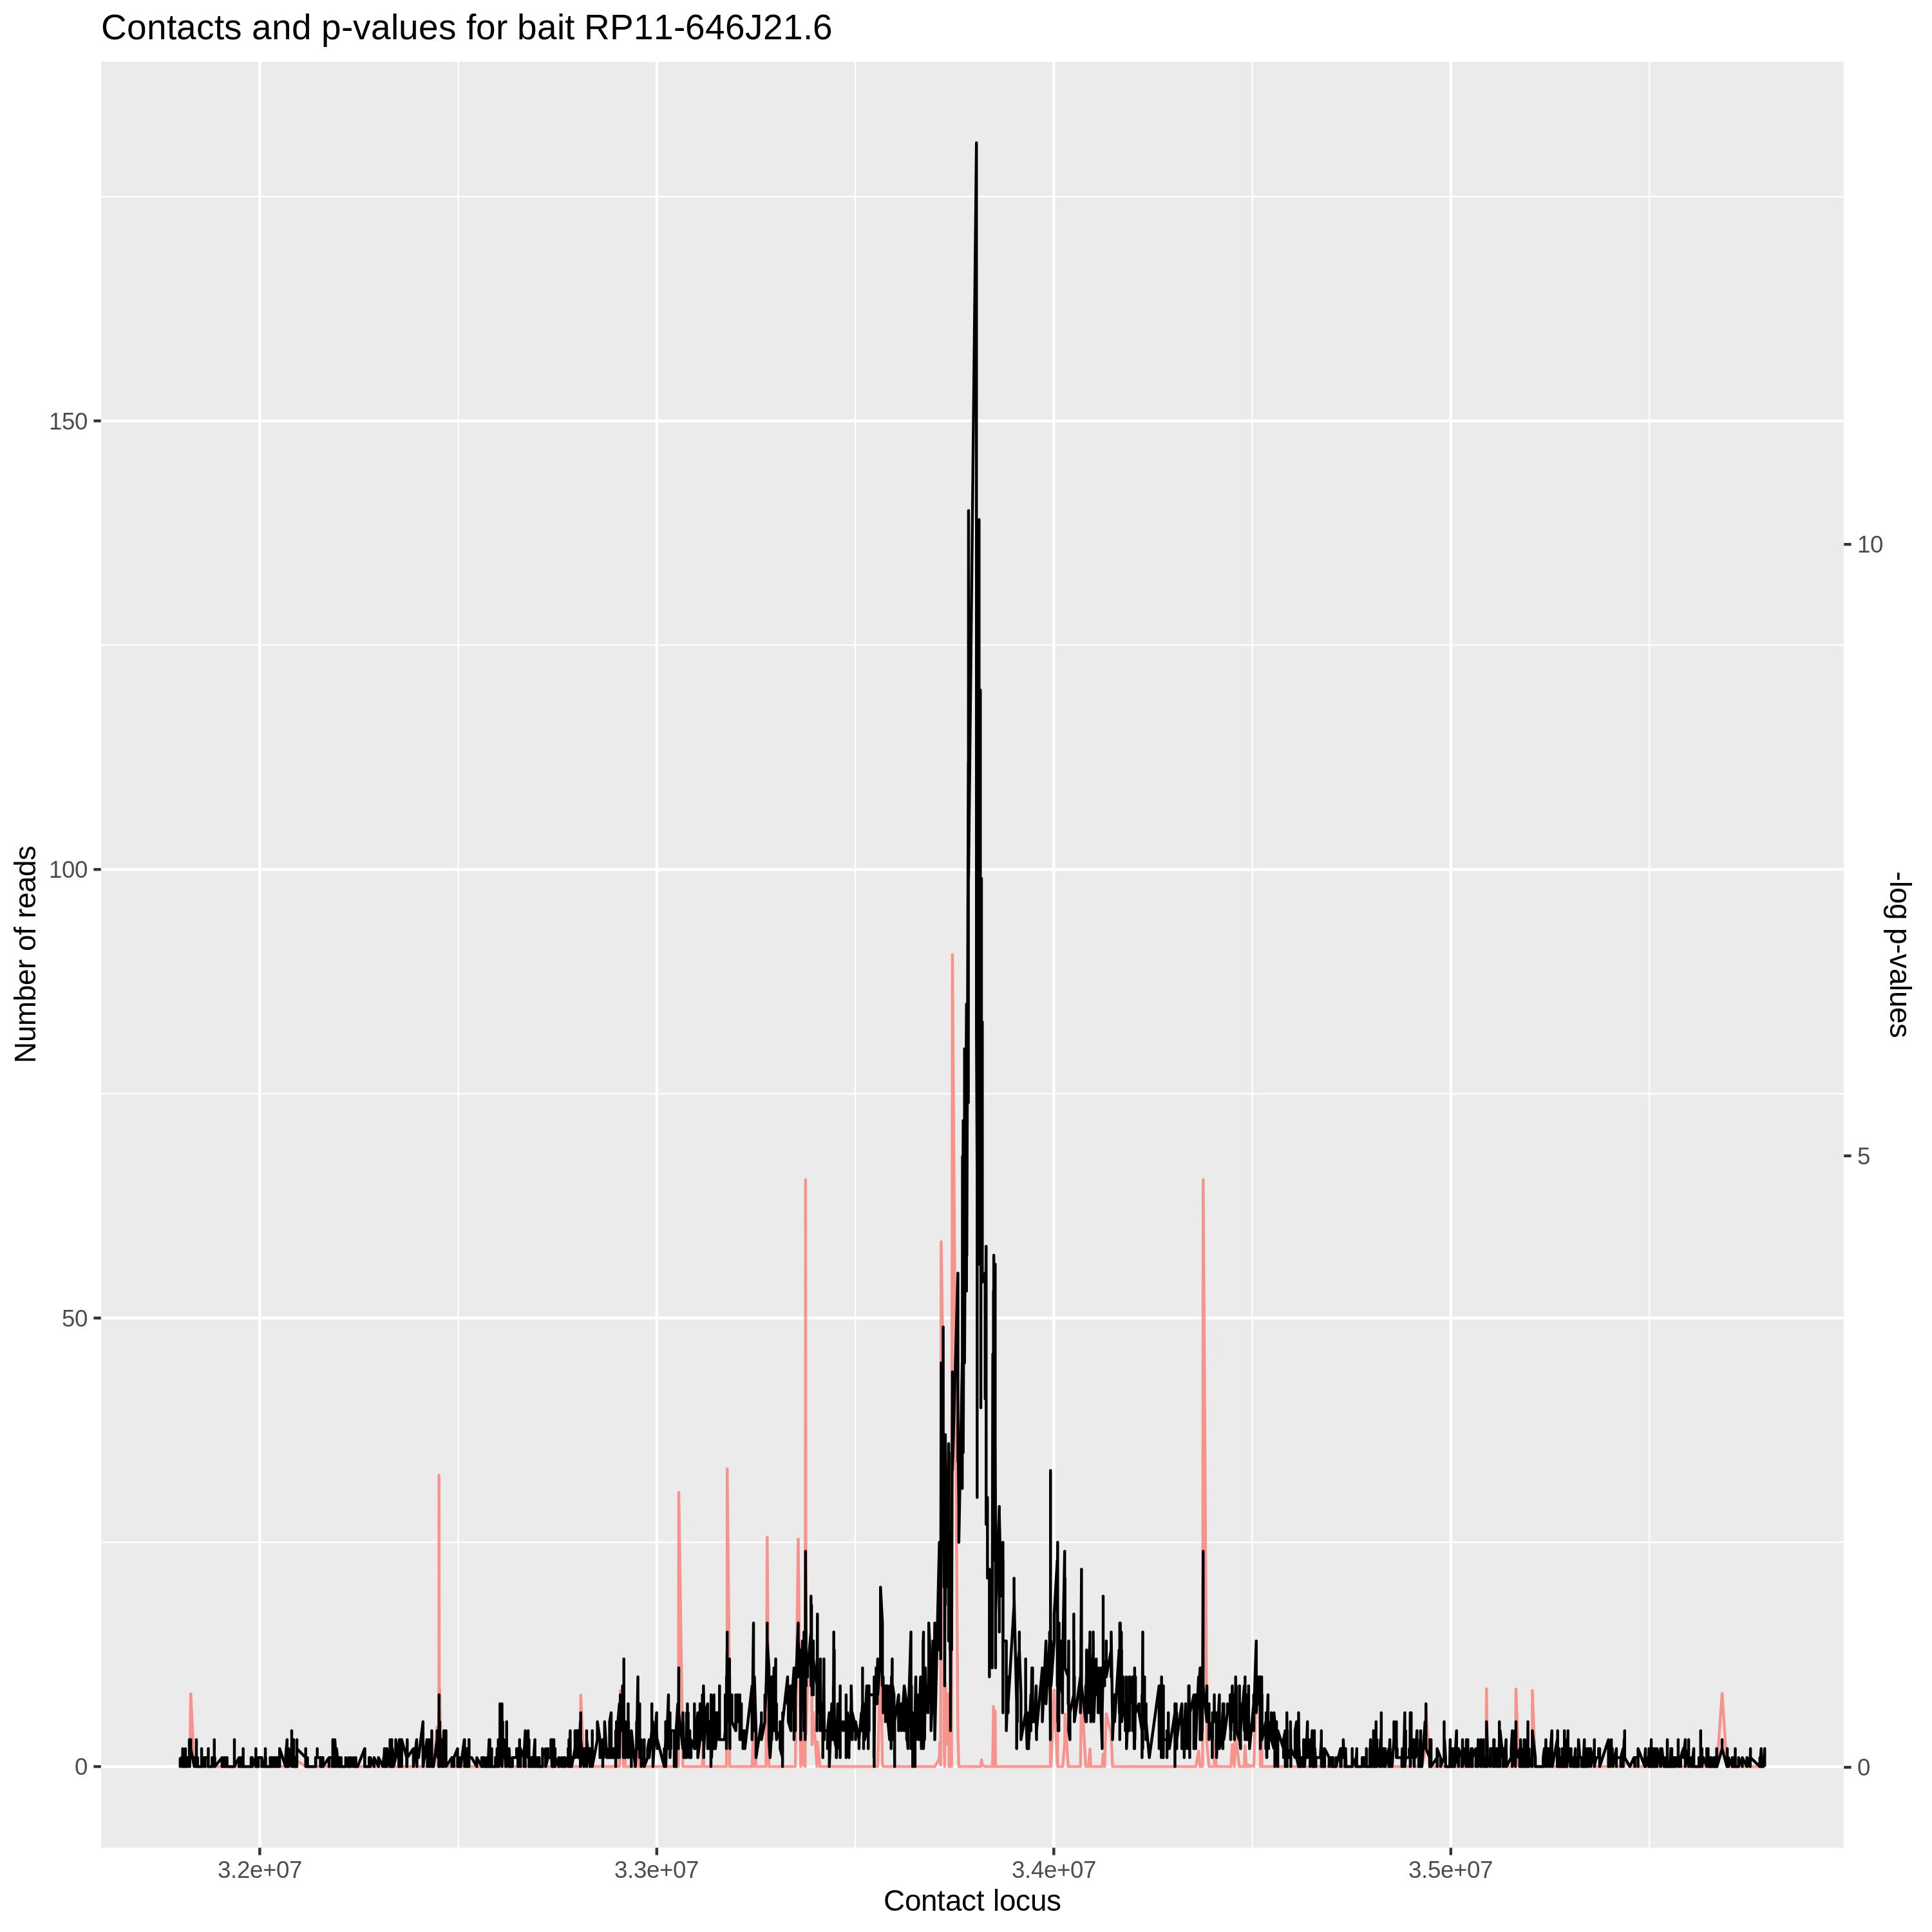 Contacts and p-values for bait RP11-646J21.6
Number of reads
150
100
50
0
10
5
0
-log p-values
3.2e+07
3.3e+07
3.4e+07
3.5e+07
Contact locus